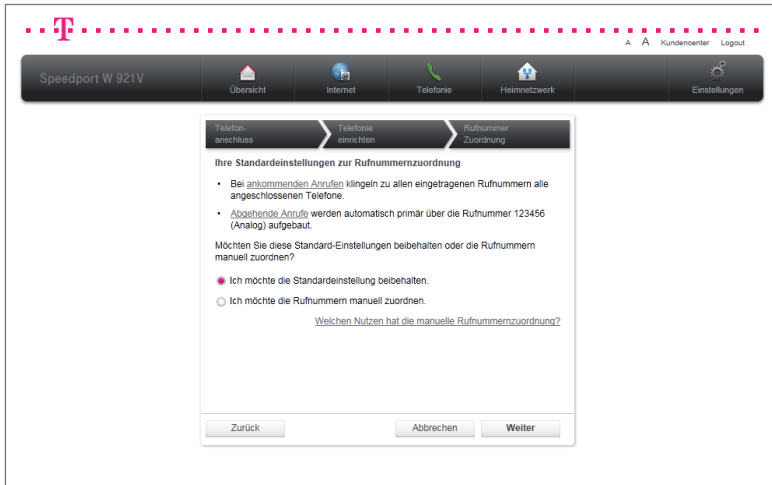 T
A A Kundencenter Logout
Speedport W 921V
Übersicht
Internet
Telefonie
Heimnetzwerk
Einstellungen
Telefon-
anschluss
Telefonie
einrichten
Rufnummer
Zuordnung
Ihre Standardeinstellungen zur Rufnummernzuordnung
• Bei ankommenden Anrufen klingeln zu allen eingetragenen Rufnummern alle
angeschlossenen Telefone.
• Abgehende Anrufe werden automatisch primär über die Rufnummer 123456
(Analog) aufgebaut.
Möchten Sie diese Standard-Einstellungen beibehalten oder die Rufnummern
manuell zuordnen?
Ich möchte die Standardeinstellung beibehalten.
Ich möchte die Rufnummern manuell zuordnen.
Welchen Nutzen hat die manuelle Rufnummernzuordnung?
Zurück
Abbrechen
Weiter